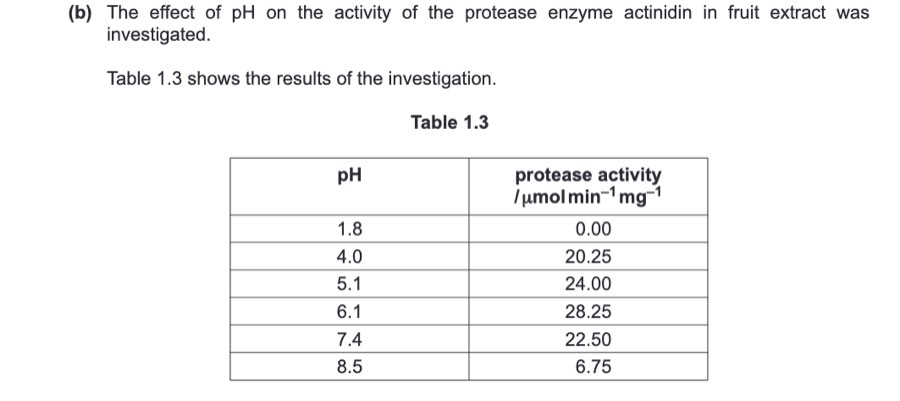 (b) The effect of pH on the activity of the protease enzyme actinidin in fruit extract was
investigated.
Table 1.3 shows the results of the investigation.
Table 1.3
pH protease activity
/μmol min⁻¹ mg⁻¹
1.8 0.00
4.0 20.25
5.1 24.00
6.1 28.25
7.4 22.50
8.5 6.75